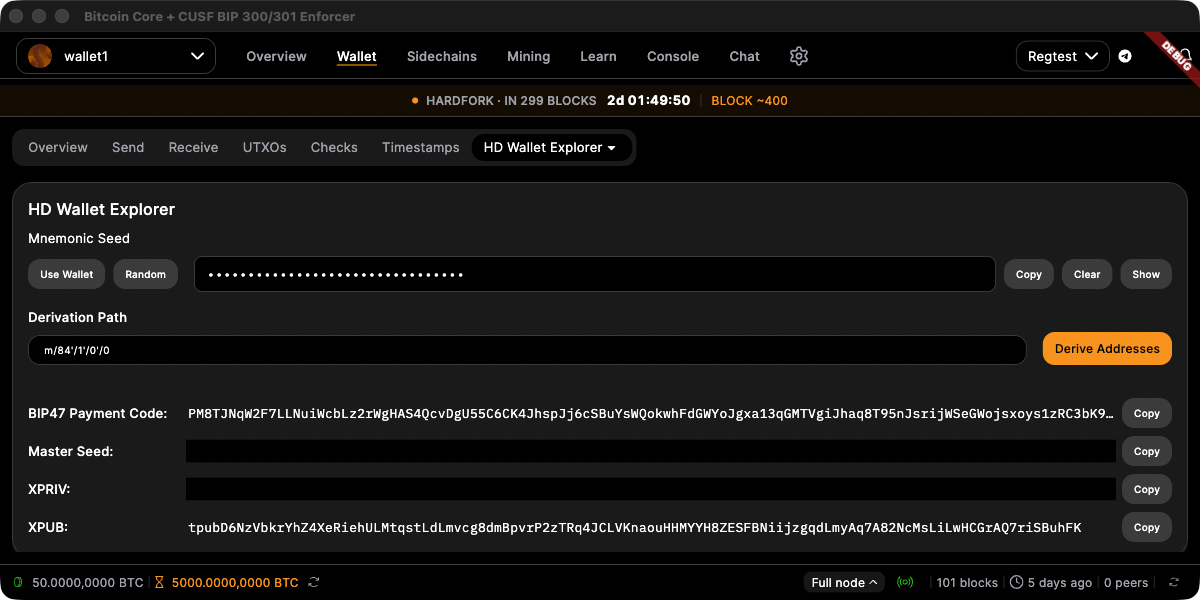 Bitcoin Core + CUSF BIP 300/301 Enforcer
wallet1
Overview
Wallet
Sidechains
Mining
Learn
Console
Chat
Regtest
DEBUG
HARDFORK · IN 299 BLOCKS 2d 01:49:50 BLOCK ~400
Overview
Send
Receive
UTXOs
Checks
Timestamps
HD Wallet Explorer
HD Wallet Explorer
Mnemonic Seed
Use Wallet
Random
••••••••••••••••••••••••••••••••
Copy
Clear
Show
Derivation Path
m/84'/1'/0'/0
Derive Addresses
BIP47 Payment Code: PM8TJNqW2F7LLNuiWcbLz2rWgHAS4QcvDgU55C6CK4JhspJj6cSBuYsWQokwhFdGWYoJgxa13qGMTVgiJhaq8T95nJsrijWSeGWojsxoys1zRC3bK9… Copy
Master Seed: Copy
XPRIV: Copy
XPUB: tpubD6NzVbkrYhZ4XeRiehULMtqstLdLmvcg8dmBpvrP2zTRq4JCLVKnaouHHMYYH8ZESFBNiijzgqdLmyAq7A82NcMsLiLwHCGrAQ7riSBuhFK Copy
50.0000,0000 BTC
5000.0000,0000 BTC
Full node
101 blocks
5 days ago
0 peers